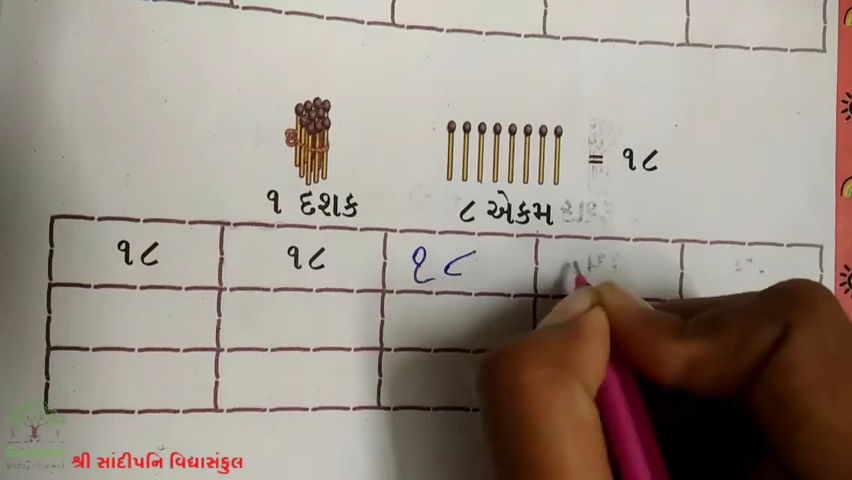 = ૧૮
૧ દશક ૮ એકમ
૧૮ ૧૮ ૧૮
શ્રી સાંદીપનિ વિદ્યાસંકુલ